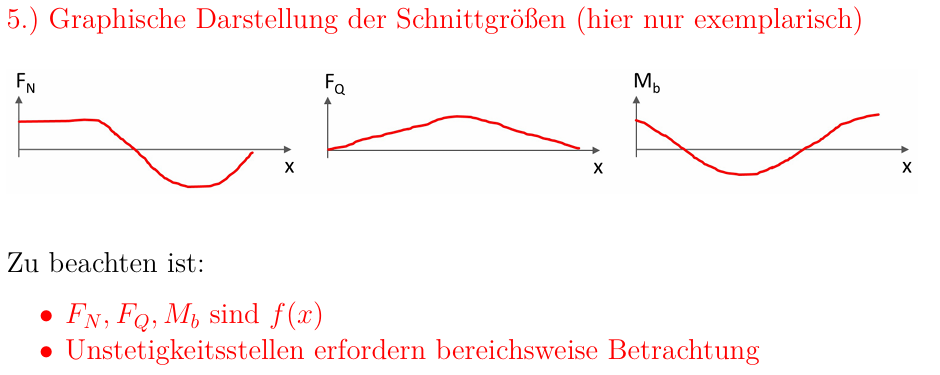 5.) Graphische Darstellung der Schnittgrößen (hier nur exemplarisch)
F_N
x
F_Q
x
M_b
x
Zu beachten ist:
• F_N, F_Q, M_b sind f(x)
• Unstetigkeitsstellen erfordern bereichsweise Betrachtung